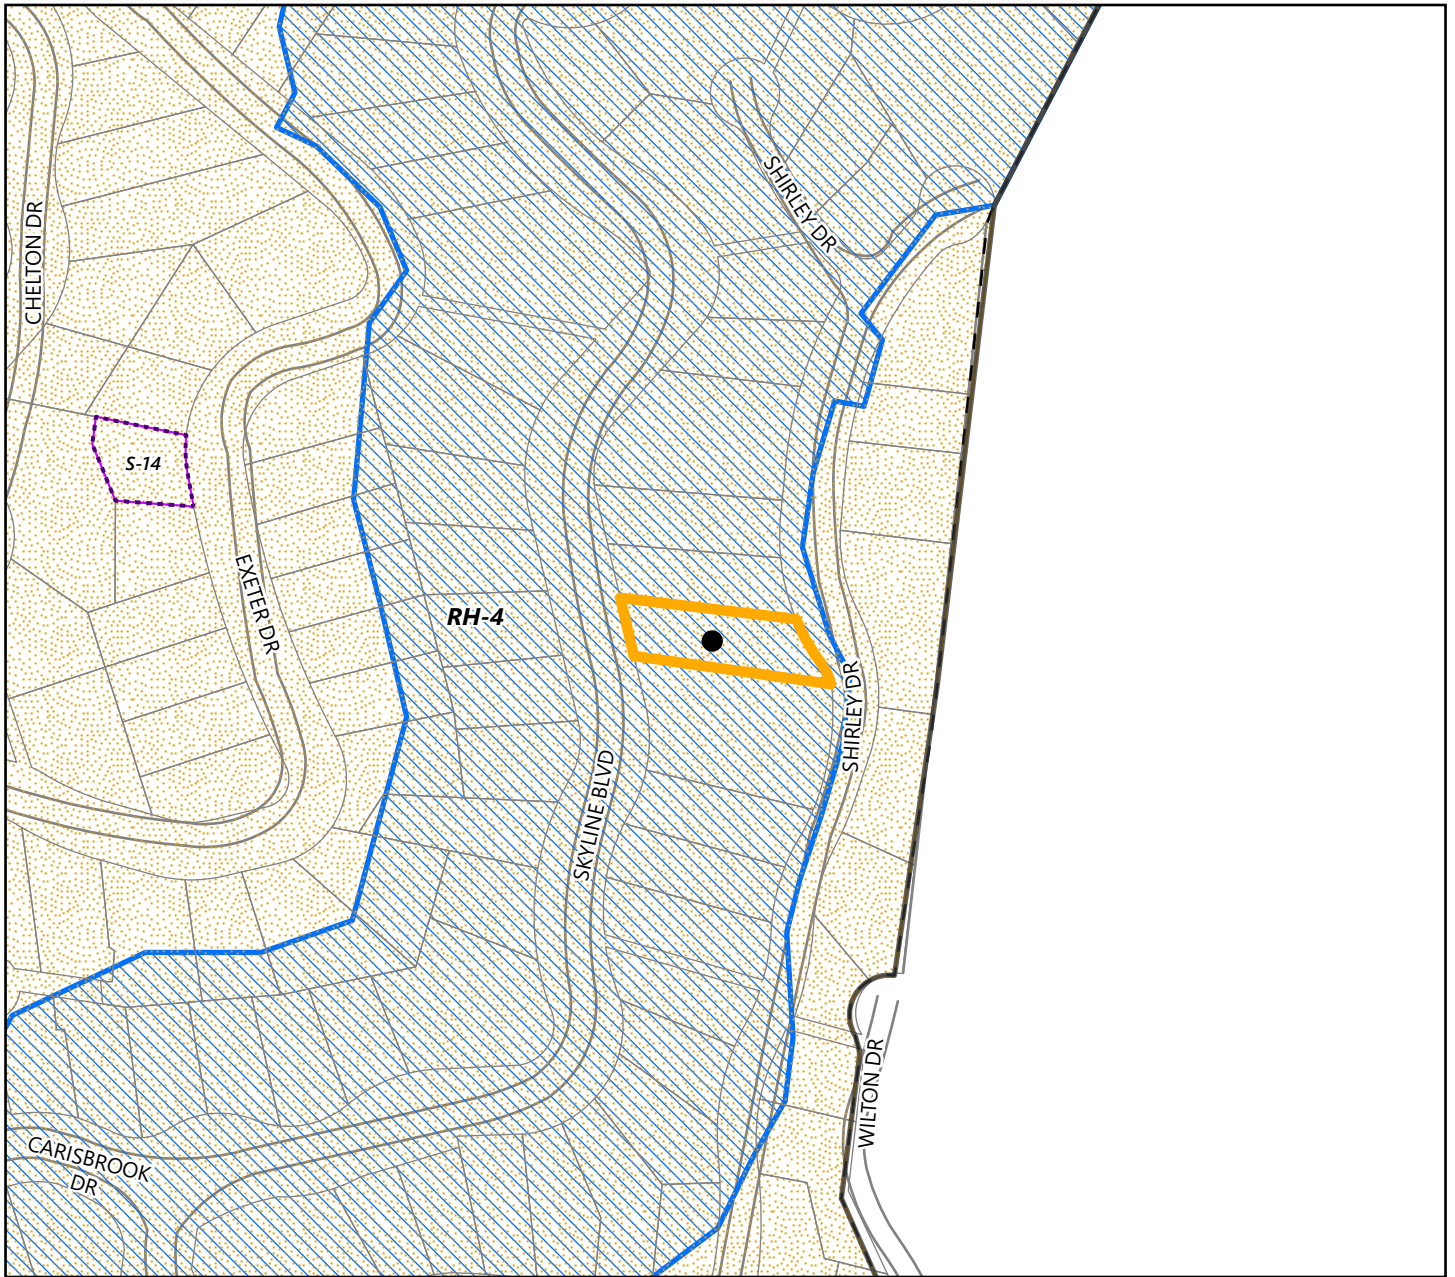 SHIRLEY DR
CHELTON DR
S-14
EXETER DR
RH-4
SHIRLEY DR
SKYLINE BLVD
WILTON DR
CARISBROOK
DR